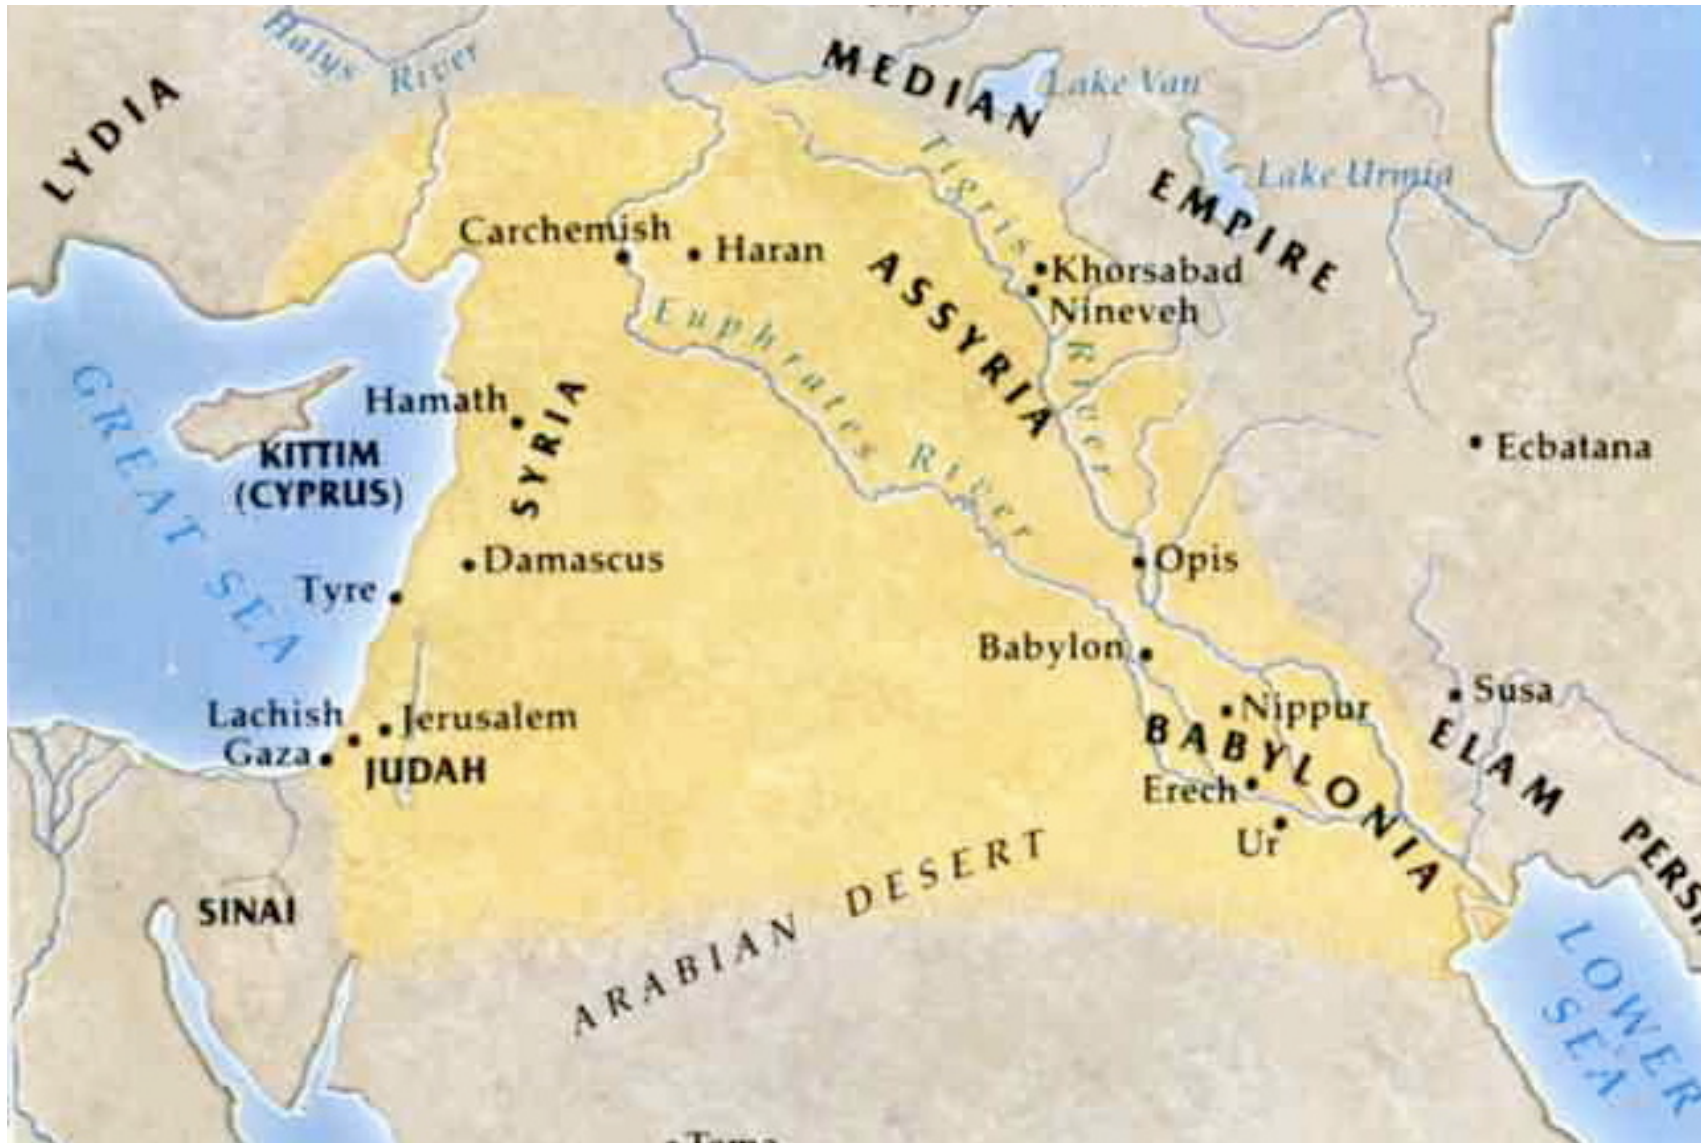 Halys River
MEDIAN
EMPIRE
Lake Van
Lake Urmia
LYDIA
Tigris River
Carchemish
Haran
Khorsabad
Nineveh
ASSYRIA
Euphrates River
GREAT SEA
Hamath
SYRIA
KITTIM
(CYPRUS)
Ecbatana
Damascus
Tyre
Opis
Babylon
Lachish
Jerusalem
Gaza
JUDAH
Nippur
Susa
BABYLONIA
ELAM
Erech
Ur
ARABIAN DESERT
SINAI
LOWER
SEA